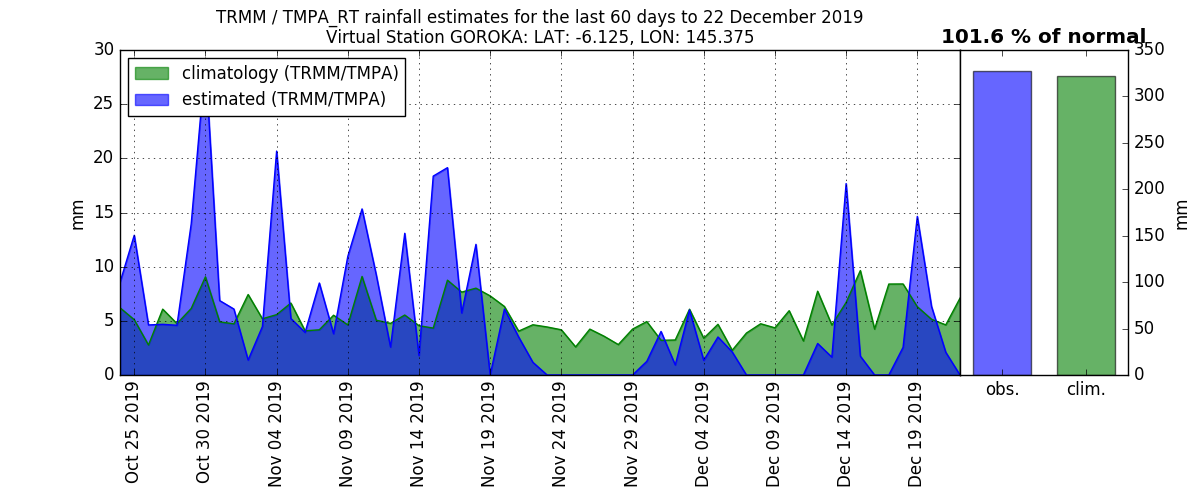 TRMM / TMPA_RT rainfall estimates for the last 60 days to 22 December 2019
Virtual Station GOROKA: LAT: -6.125, LON: 145.375
101.6 % of normal
climatology (TRMM/TMPA)
estimated (TRMM/TMPA)
30
25
20
15
10
5
0
mm
Oct 25 2019
Oct 30 2019
Nov 04 2019
Nov 09 2019
Nov 14 2019
Nov 19 2019
Nov 24 2019
Nov 29 2019
Dec 04 2019
Dec 09 2019
Dec 14 2019
Dec 19 2019
350
300
250
200
150
100
50
0
mm
obs.
clim.